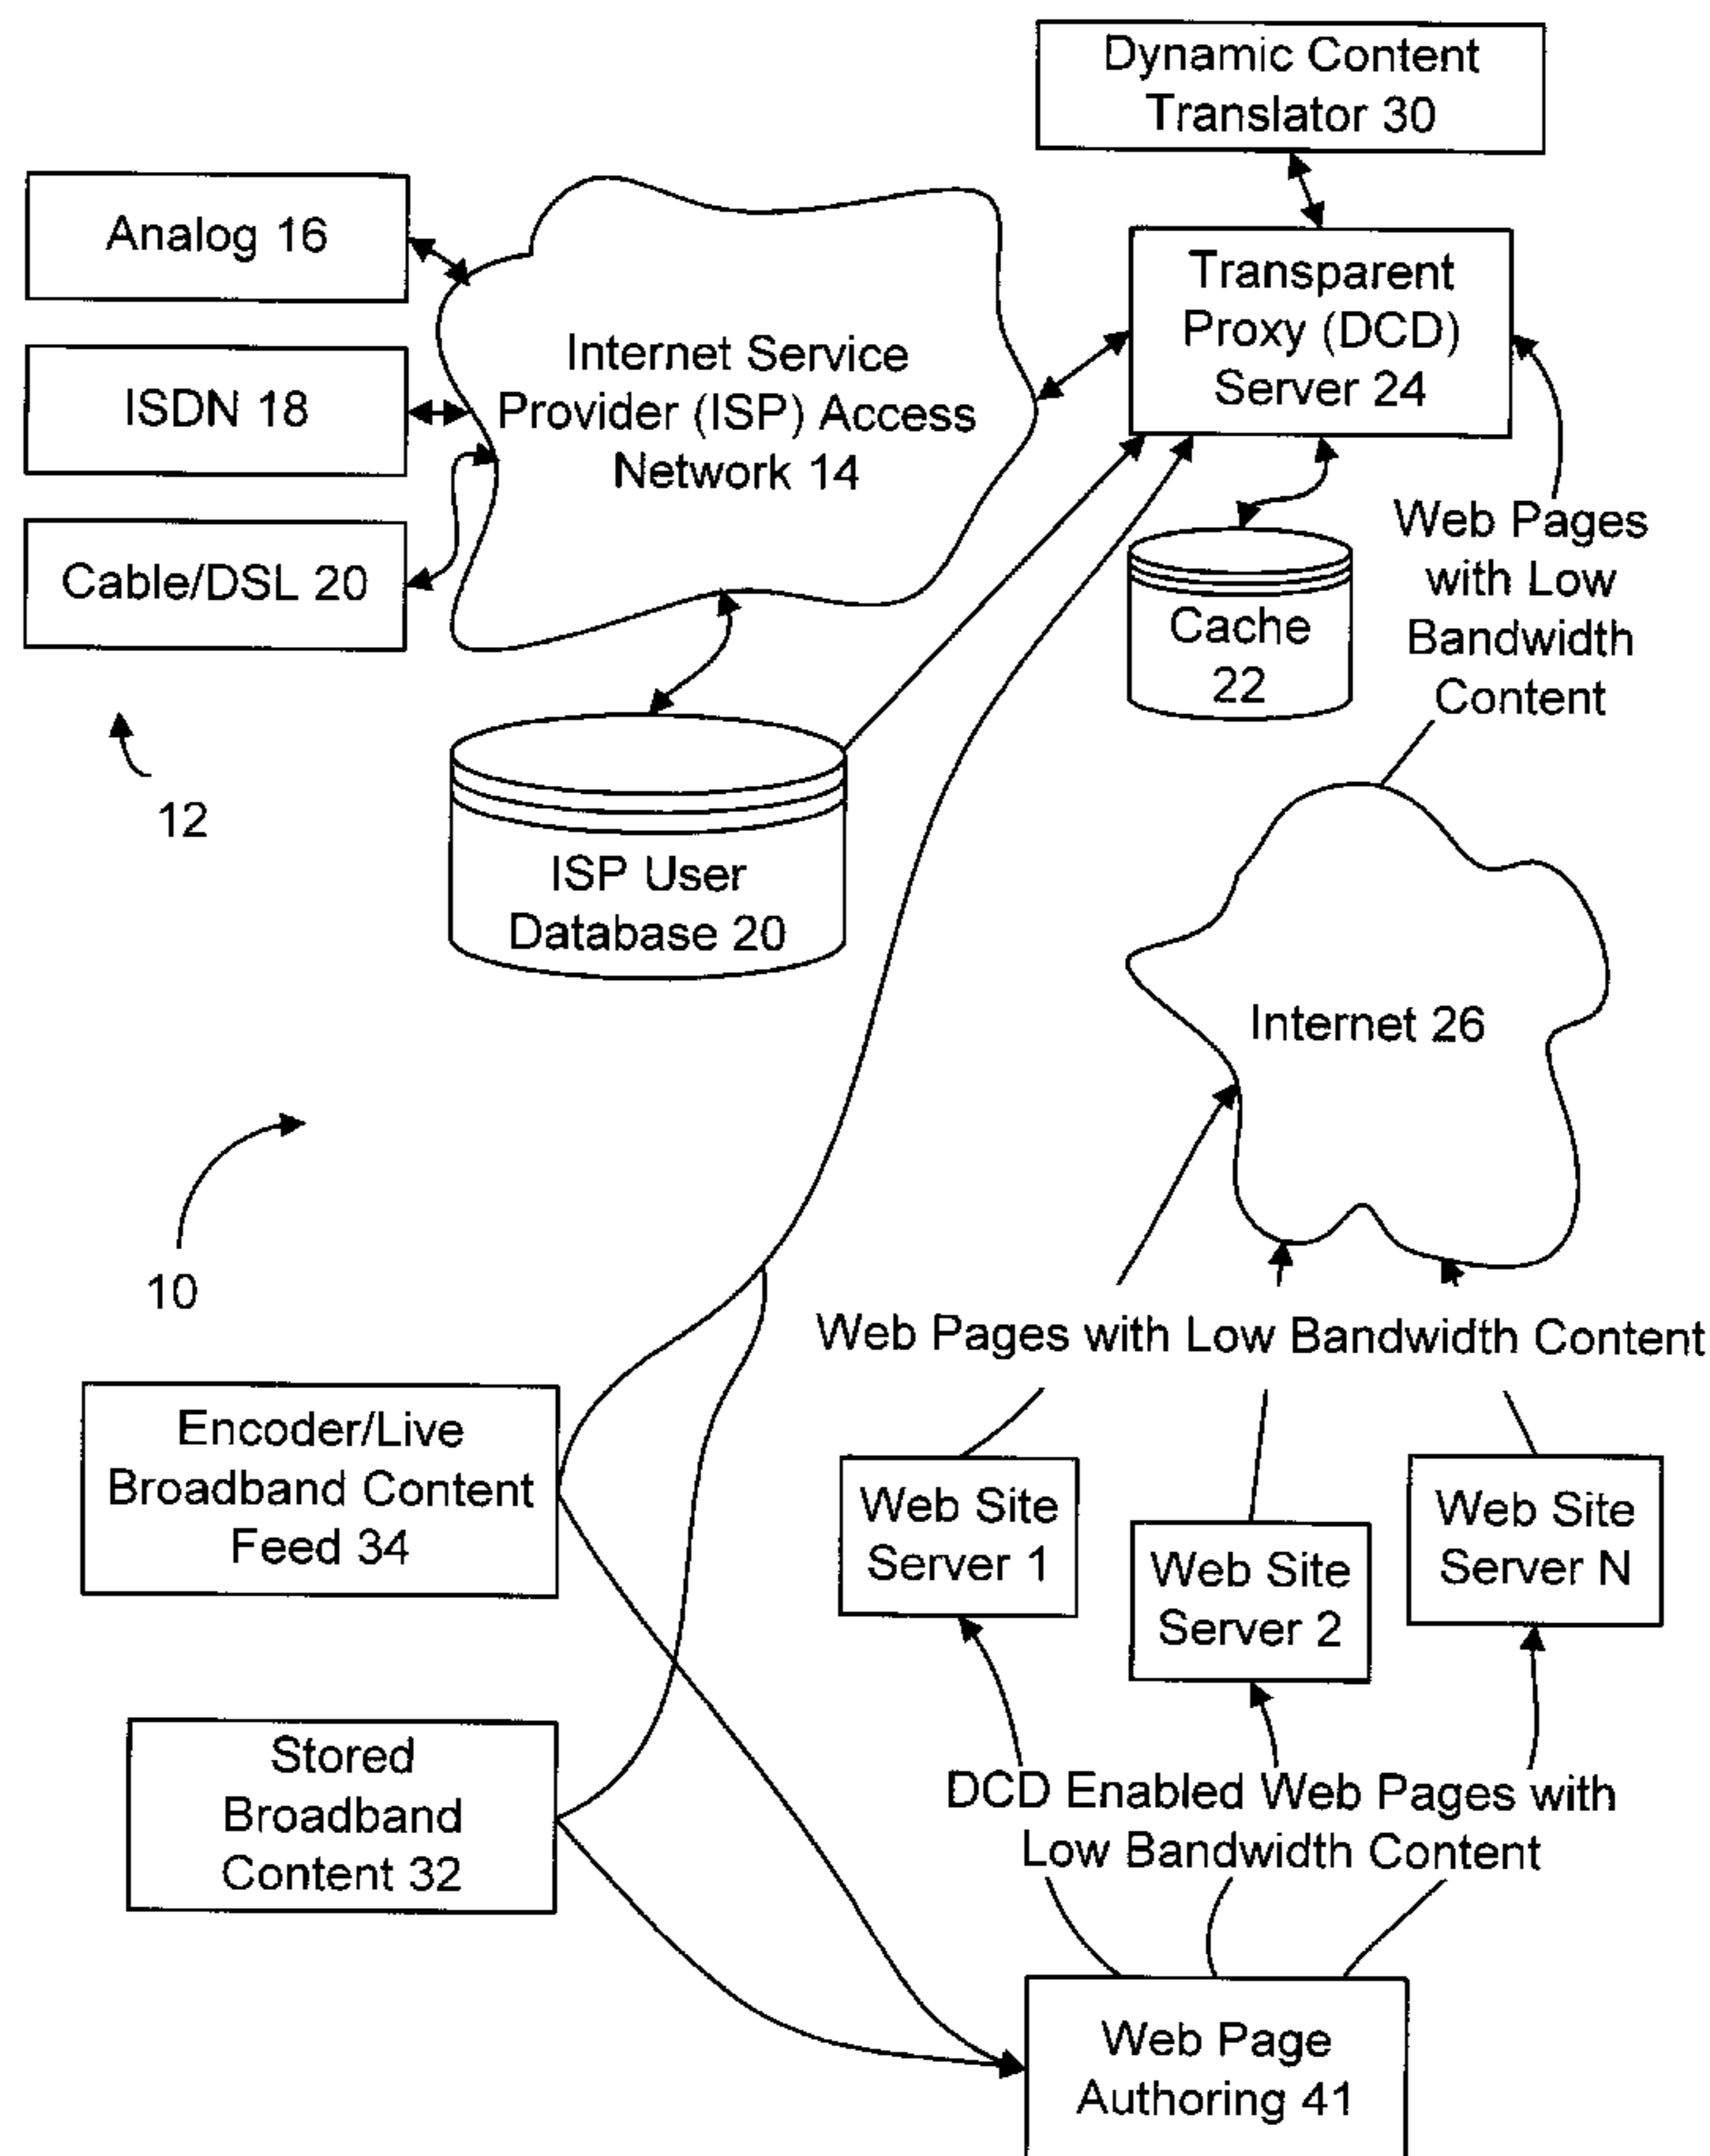 Dynamic Content
Translator 30
Analog 16
ISDN 18
Cable/DSL 20
12
Internet Service
Provider (ISP) Access
Network 14
Transparent
Proxy (DCD)
Server 24
Cache
22
Web Pages
with Low
Bandwidth
Content
ISP User
Database 20
Internet 26
10
Web Pages with Low Bandwidth Content
Encoder/Live
Broadband Content
Feed 34
Web Site
Server 1
Web Site
Server 2
Web Site
Server N
Stored
Broadband
Content 32
DCD Enabled Web Pages with
Low Bandwidth Content
Web Page
Authoring 41